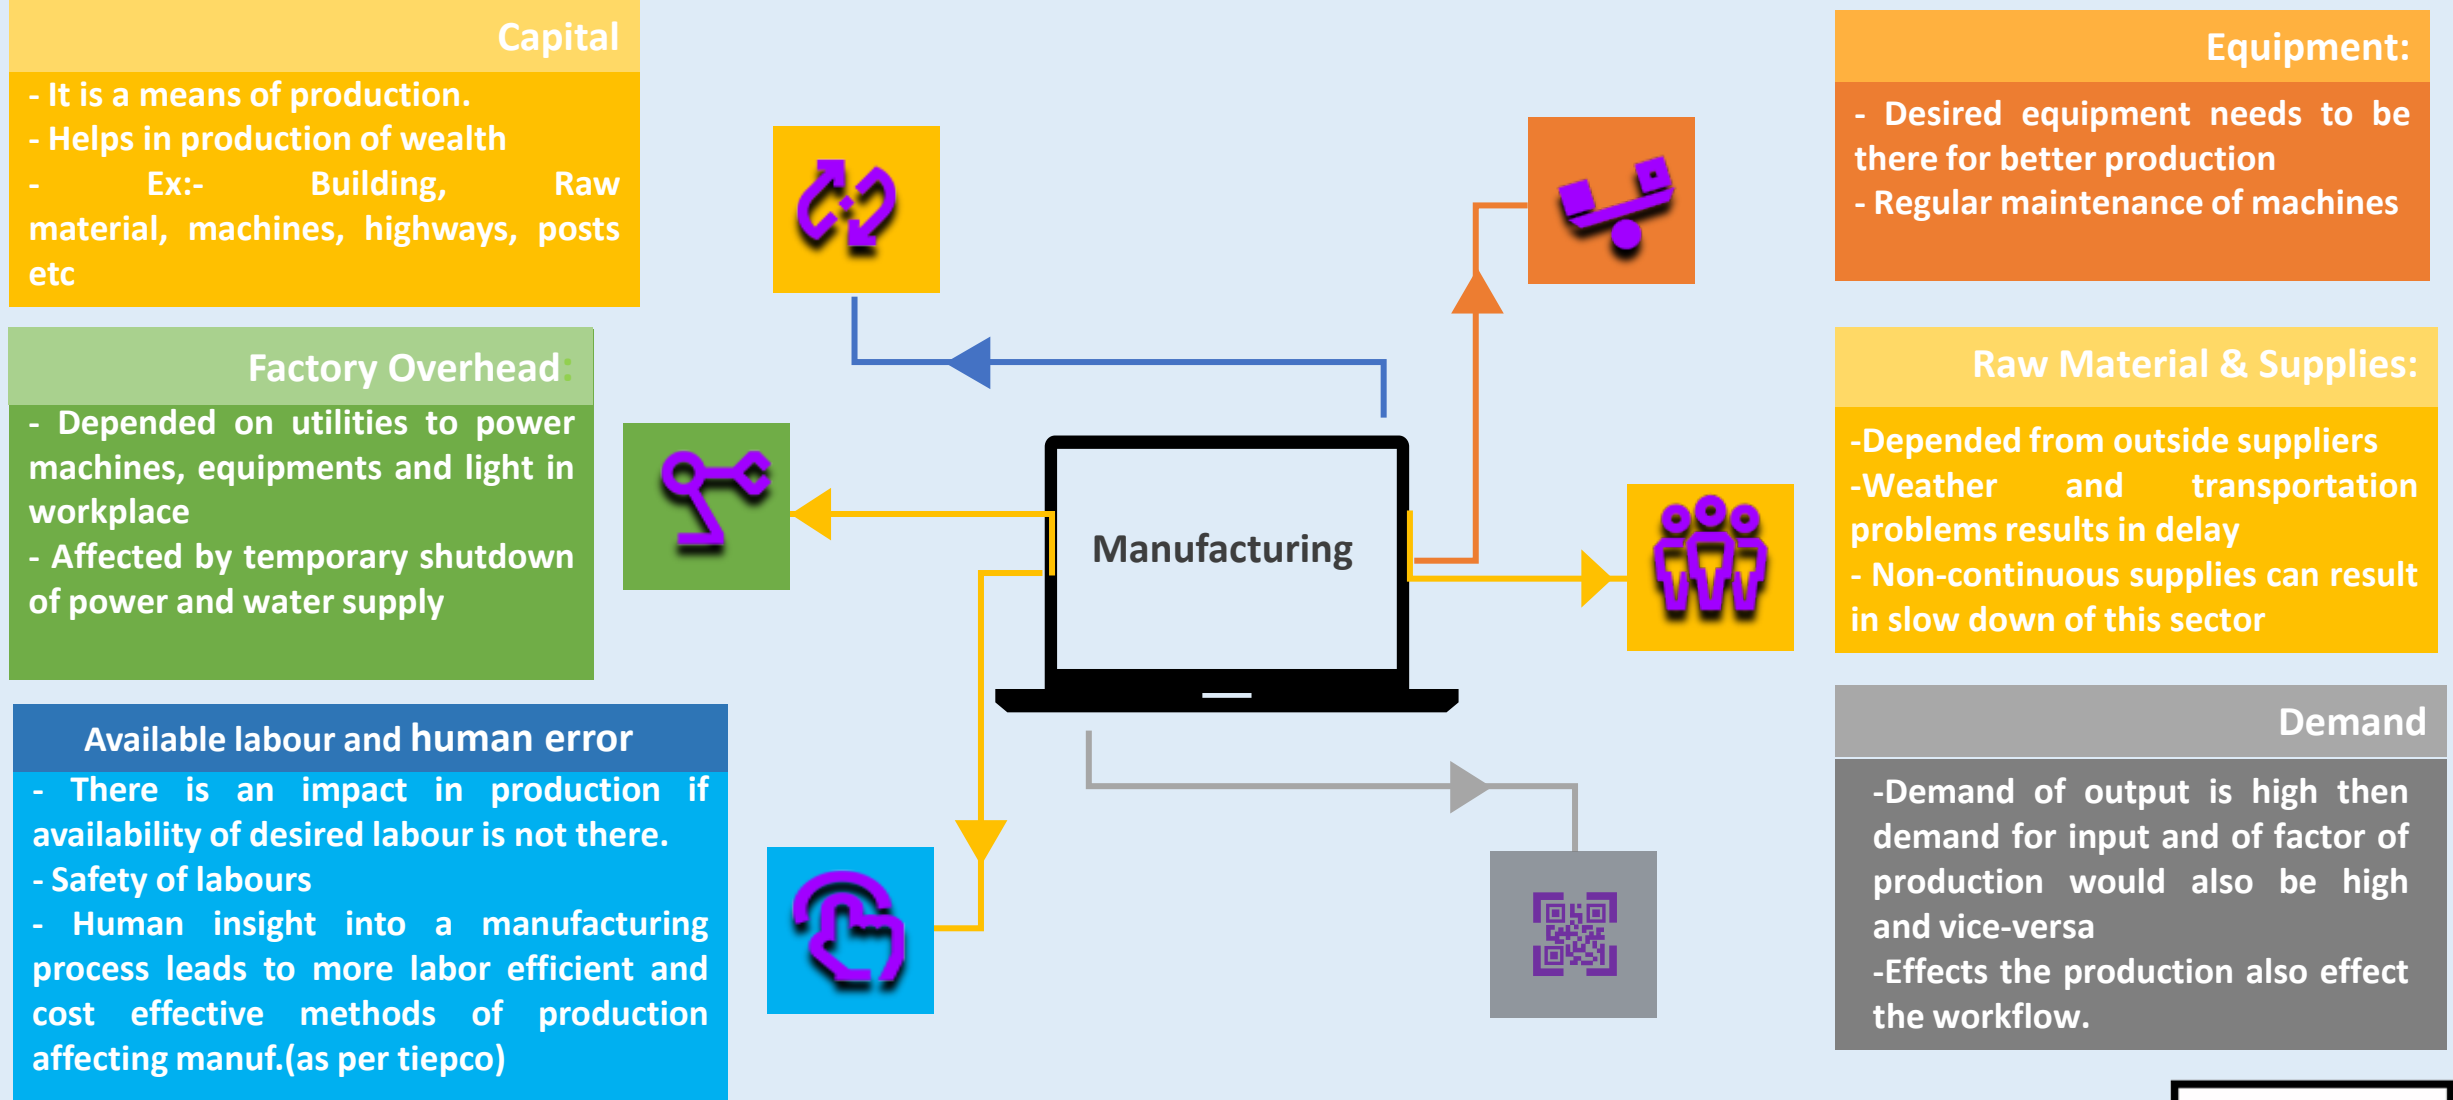 Capital
- It is a means of production.
- Helps in production of wealth
- Ex:- Building, Raw
material, machines, highways, posts
etc
Factory Overhead:
- Depended on utilities to power
machines, equipments and light in
workplace
- Affected by temporary shutdown
of power and water supply
Available labour and human error
- There is an impact in production if
availability of desired labour is not there.
- Safety of labours
- Human insight into a manufacturing
process leads to more labor efficient and
cost effective methods of production
affecting manuf.(as per tiepco)
Manufacturing
Equipment:
- Desired equipment needs to be
there for better production
- Regular maintenance of machines
Raw Material & Supplies:
-Depended from outside suppliers
-Weather and transportation
problems results in delay
- Non-continuous supplies can result
in slow down of this sector
Demand
-Demand of output is high then
demand for input and of factor of
production would also be high
and vice-versa
-Effects the production also effect
the workflow.